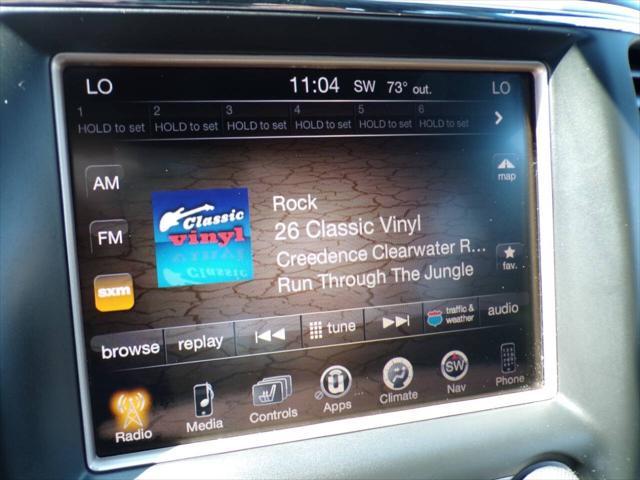 LO 11:04 SW 73° out. LO
1 2 3 4 5 6
HOLD to set HOLD to set HOLD to set HOLD to set HOLD to set HOLD to set >
AM
FM
sxm
Classic
vinyl
Rock
26 Classic Vinyl
Creedence Clearwater R...
Run Through The Jungle
map
fav.
browse replay tune traffic & weather audio
Radio Media Controls Apps ... Climate SW Nav Phone